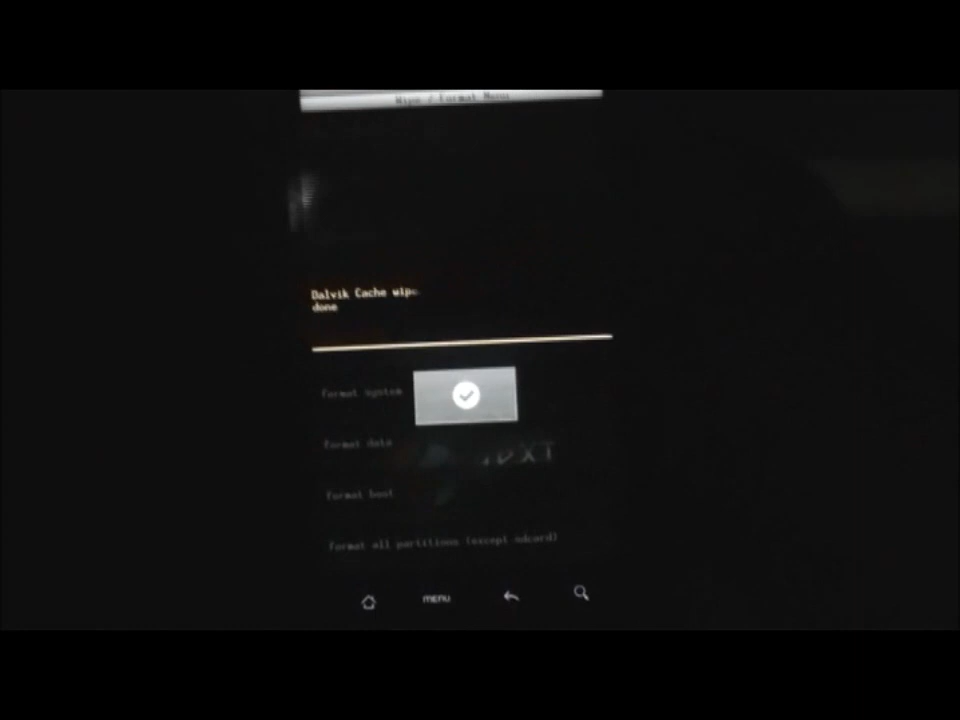 Wipe / Format Menu
Dalvik Cache wipe
done
format system
format data
format boot
format all partitions (except sdcard)
MENU